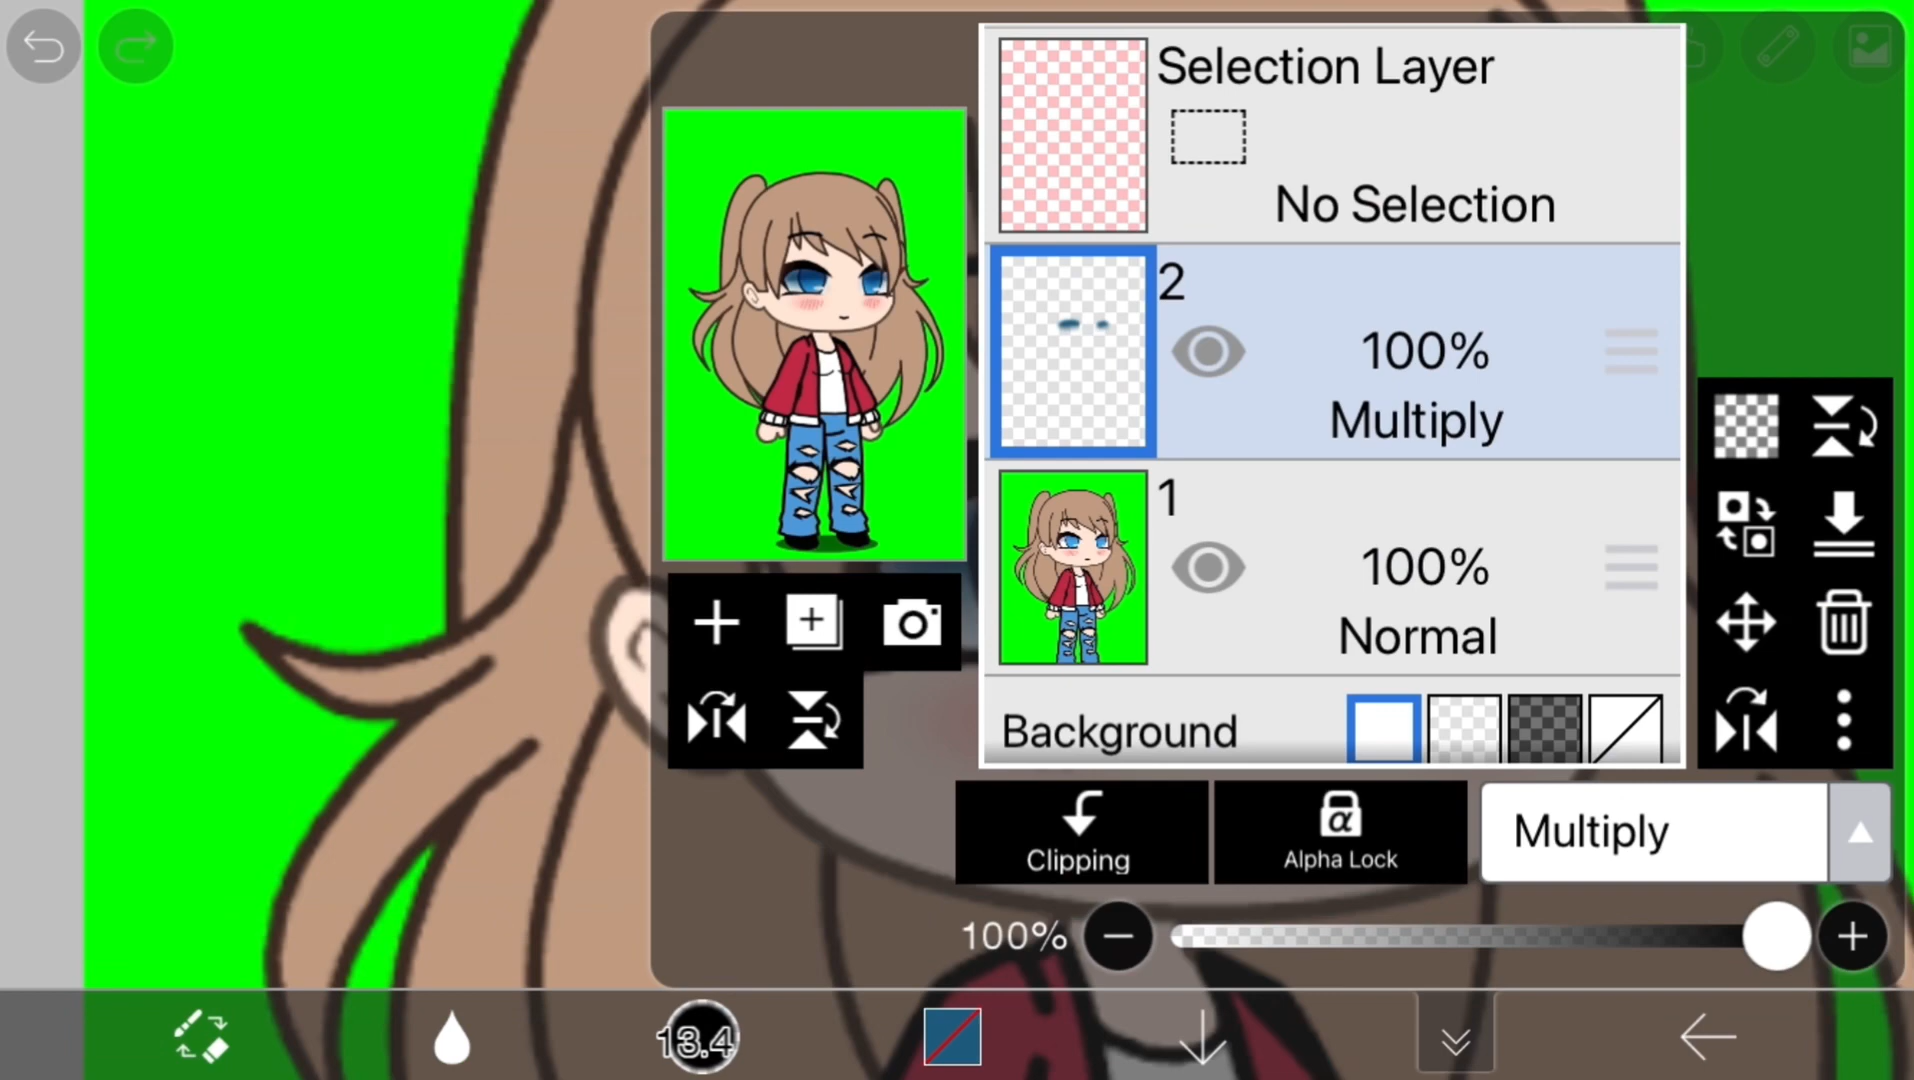 Selection Layer
No Selection
2
100%
Multiply
1
100%
Normal
Background
Clipping
α
Alpha Lock
Multiply
100%
13.4